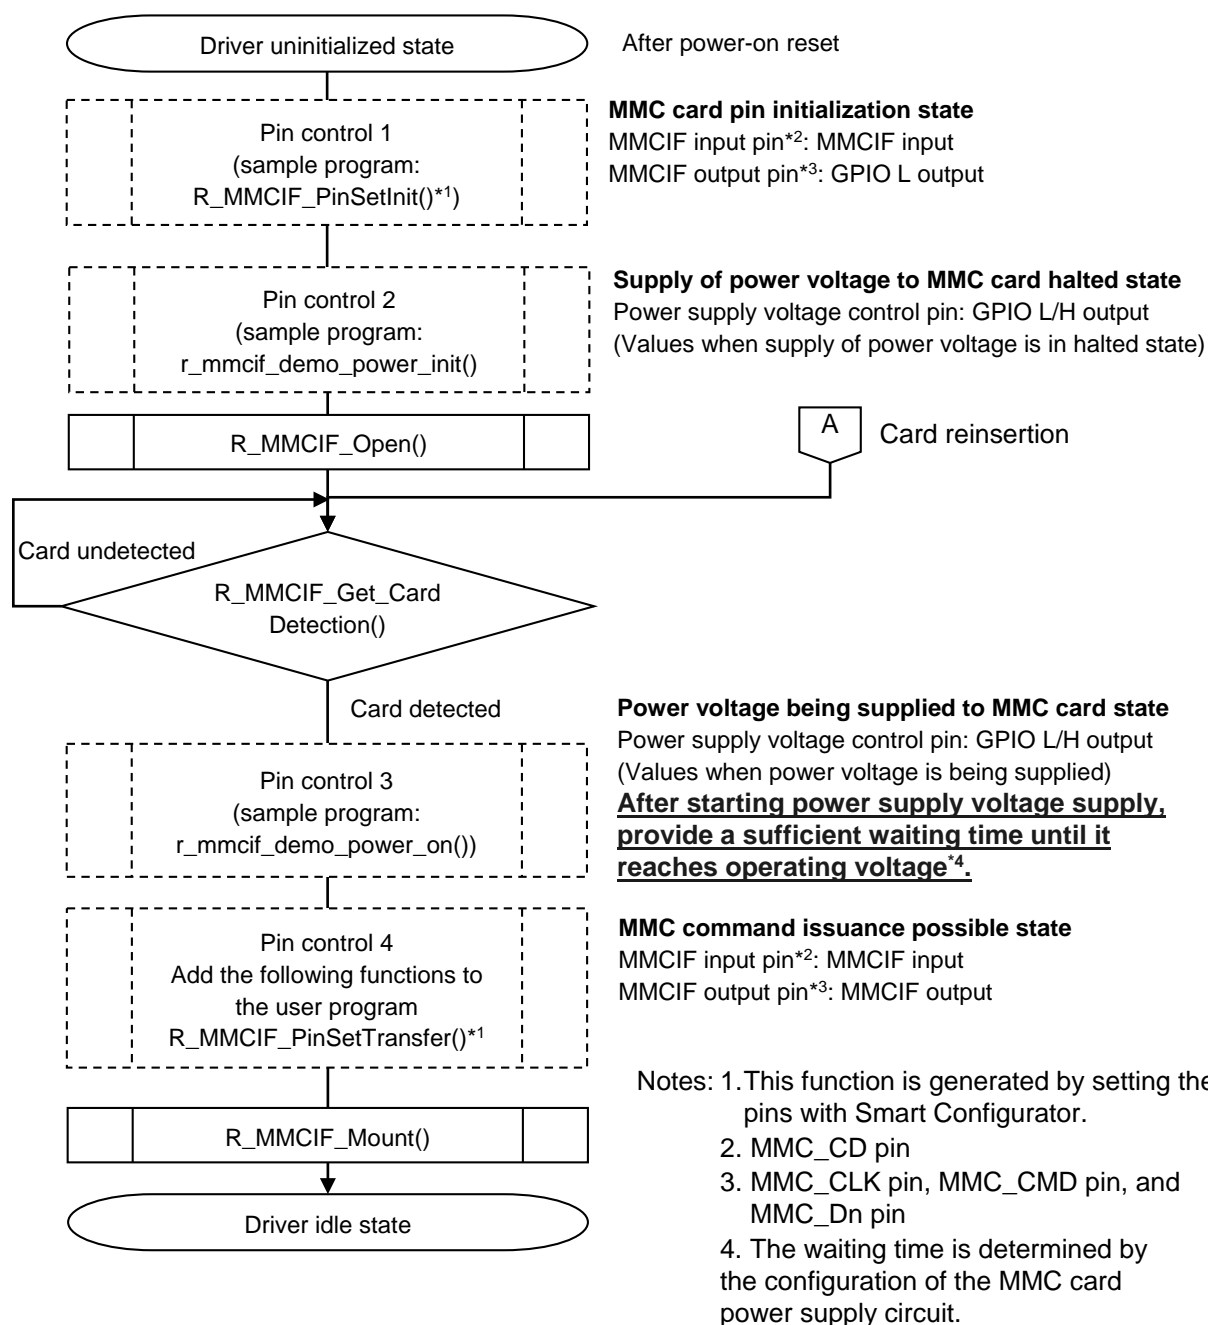 Driver uninitialized state
After power-on reset
Pin control 1
(sample program:
R_MMCIF_PinSetInit()*1)
MMC card pin initialization state
MMCIF input pin*2: MMCIF input
MMCIF output pin*3: GPIO L output
Pin control 2
(sample program:
r_mmcif_demo_power_init()
Supply of power voltage to MMC card halted state
Power supply voltage control pin: GPIO L/H output
(Values when supply of power voltage is in halted state)
R_MMCIF_Open()
A
Card reinsertion
Card undetected
R_MMCIF_Get_Card
Detection()
Card detected
Pin control 3
(sample program:
r_mmcif_demo_power_on())
Power voltage being supplied to MMC card state
Power supply voltage control pin: GPIO L/H output
(Values when power voltage is being supplied)
After starting power supply voltage supply,
provide a sufficient waiting time until it
reaches operating voltage*4.
Pin control 4
Add the following functions to
the user program
R_MMCIF_PinSetTransfer()*1
MMC command issuance possible state
MMCIF input pin*2: MMCIF input
MMCIF output pin*3: MMCIF output
R_MMCIF_Mount()
Driver idle state
Notes: 1.This function is generated by setting the
pins with Smart Configurator.
2. MMC_CD pin
3. MMC_CLK pin, MMC_CMD pin, and
MMC_Dn pin
4. The waiting time is determined by
the configuration of the MMC card
power supply circuit.